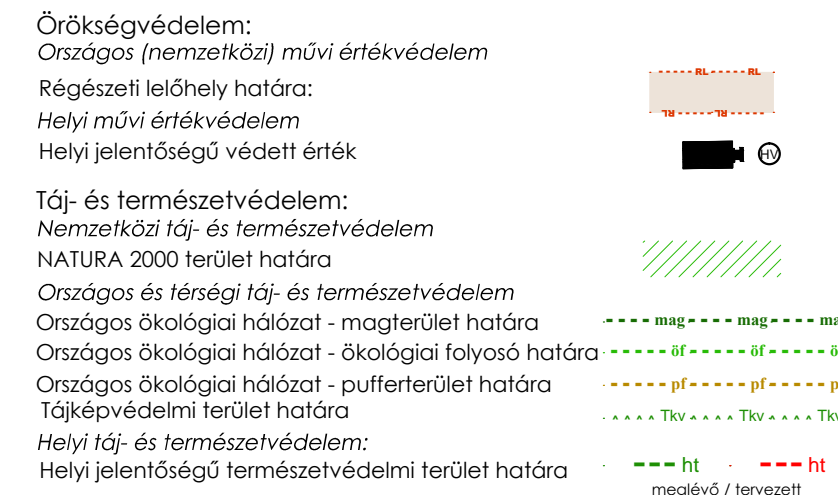 Örökségvédelem:
Országos (nemzetközi) művi értékvédelem
RL RL
Régészeti lelőhely határa:
RL RL
Helyi művi értékvédelem
Helyi jelentőségű védett érték HV
Táj- és természetvédelem:
Nemzetközi táj- és természetvédelem
NATURA 2000 terület határa
Országos és térségi táj- és természetvédelem
Országos ökológiai hálózat - magterület határa mag mag ma
Országos ökológiai hálózat - ökológiai folyosó határa öf öf ö
Országos ökológiai hálózat - pufferterület határa pf pf p
Tájképvédelmi terület határa Tkv Tkv Tkv
Helyi táj- és természetvédelem:
Helyi jelentőségű természetvédelmi terület határa ht ht
meglévő / tervezett